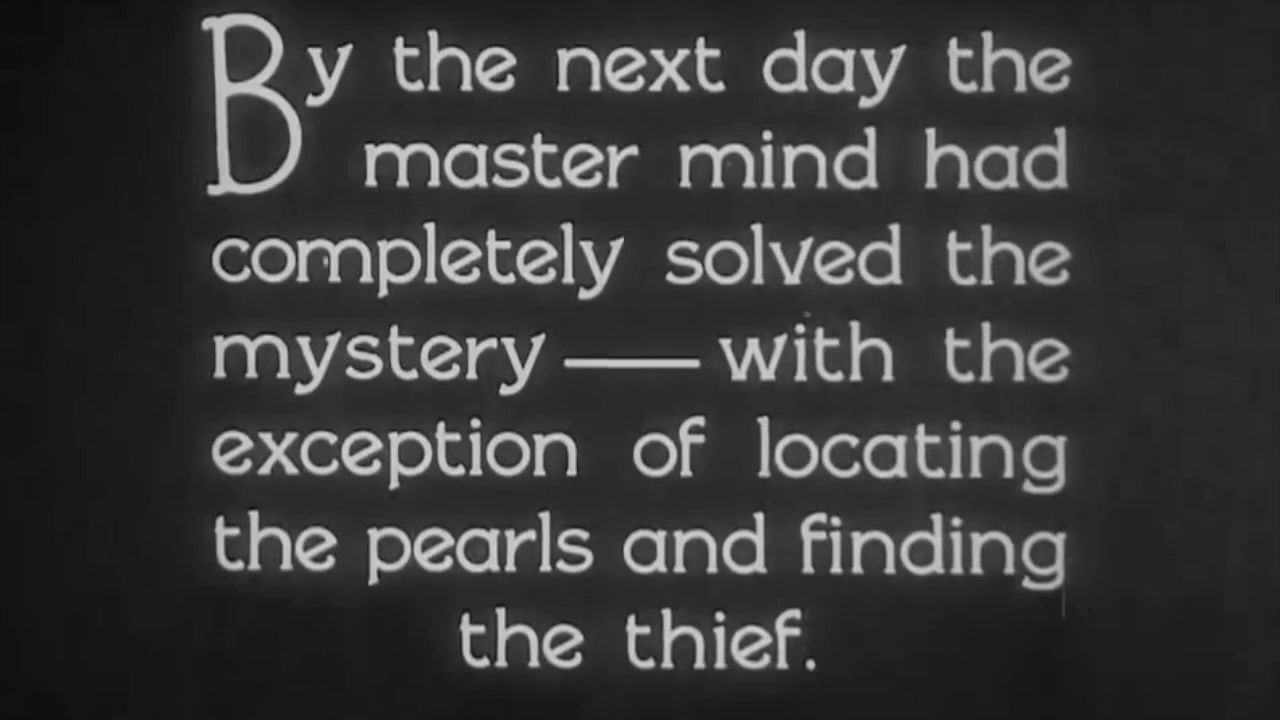 By the next day the
master mind had
completely solved the
mystery — with the
exception of locating
the pearls and finding
the thief.